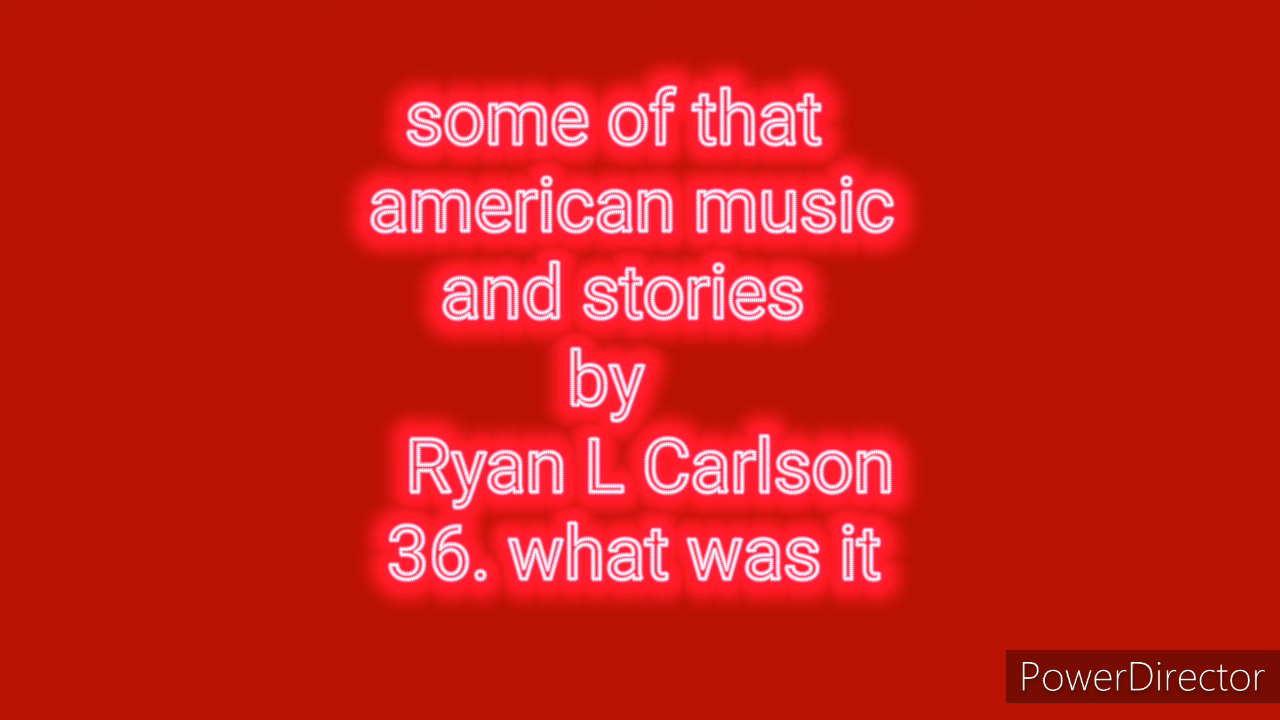 some of that
american music
and stories
by
Ryan L Carlson
36. what was it
PowerDirector